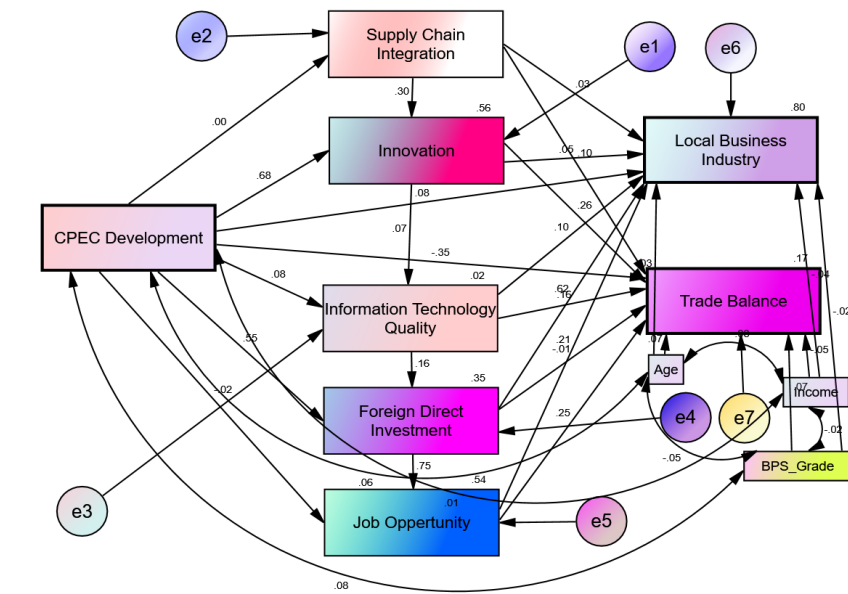 e2
Supply Chain
Integration
e1
e6
.03
.30
.56
.80
.00
Innovation
.05
.10
Local Business
Industry
.68
.08
.26
CPEC Development
.07
.10
-.35
.03
.17
.08
.02
.62
.16
-.04
Information Technology
Quality
Trade Balance
-.02
.55
.21
-.01
.07
-.05
.16
Age
.35
-.02
Income
.07
Foreign Direct
Investment
.25
e4
e7
-.02
-.05
.75
BPS_Grade
.06
.54
.01
e3
Job Oppertunity
e5
.08